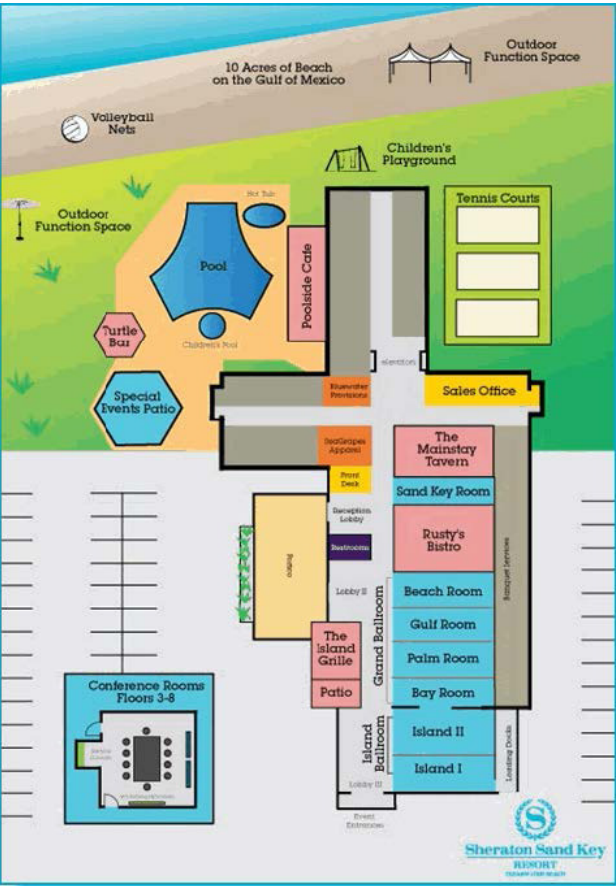 Outdoor
Function Space
10 Acres of Beach
on the Gulf of Mexico
Volleyball
Nets
Children's
Playground
Hot Tub
Tennis Courts
Outdoor
Function Space
Pool
Poolside Cafe
Turtle
Bar
Children's Pool
elevators
Special
Events Patio
Bluewater
Provisions
Sales Office
SeaGrapes
Apparel
The
Mainstay
Tavern
Front
Desk
Sand Key Room
Reception
Lobby
Rusty's
Bistro
Restrooms
Banquet Services
Lobby II
Grand Ballroom
Beach Room
Gulf Room
The
Island
Grille
Palm Room
Patio
Bay Room
Conference Rooms
Floors 3-8
Island
Ballroom
Island II
Loading Docks
Island I
Lobby III
Event
Entrances
S
Sheraton Sand Key
RESORT
CLEARWATER BEACH